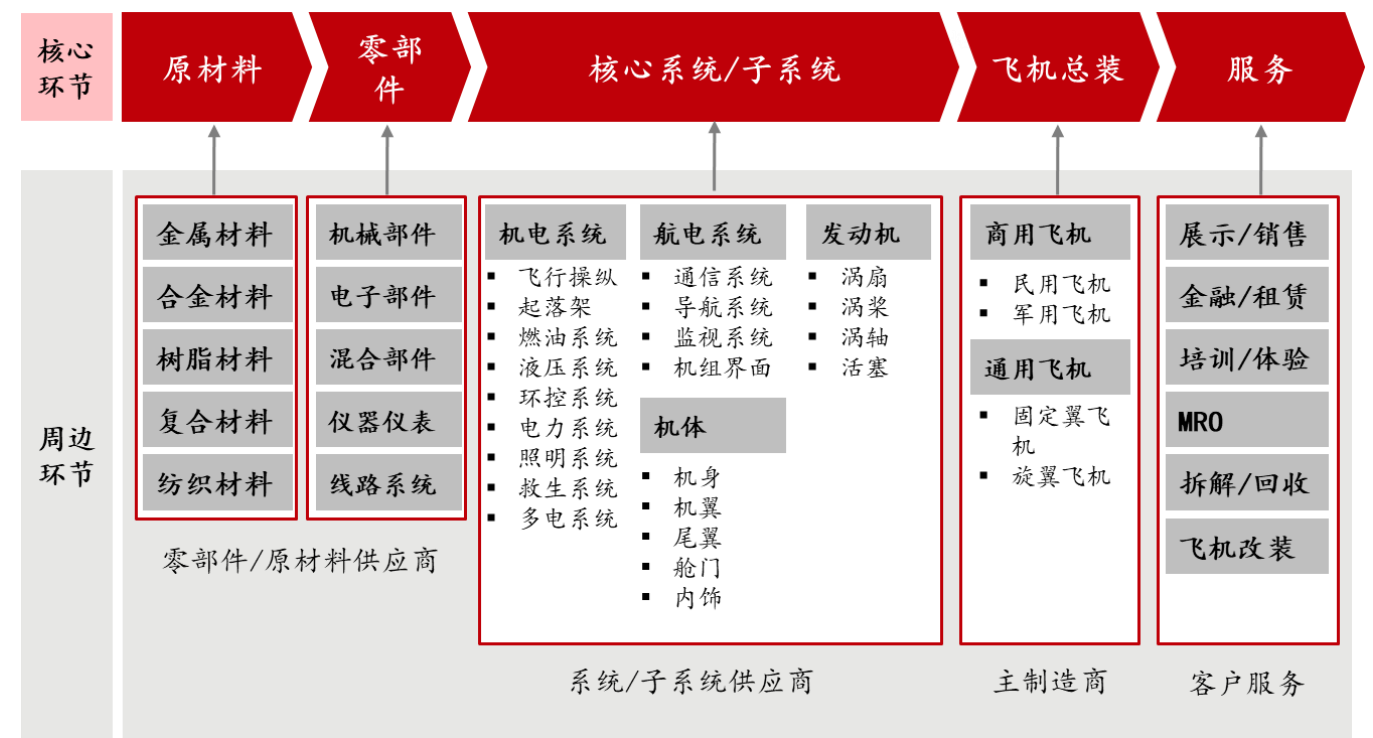 核心
环节
原材料
零部
件
核心系统/子系统
飞机总装
服务
周边
环节
金属材料
合金材料
树脂材料
复合材料
纺织材料
机械部件
电子部件
混合部件
仪器仪表
线路系统
零部件/原材料供应商
机电系统
▪ 飞行操纵
▪ 起落架
▪ 燃油系统
▪ 液压系统
▪ 环控系统
▪ 电力系统
▪ 照明系统
▪ 救生系统
▪ 多电系统
航电系统
▪ 通信系统
▪ 导航系统
▪ 监视系统
▪ 机组界面
机体
▪ 机身
▪ 机翼
▪ 尾翼
▪ 舱门
▪ 内饰
发动机
▪ 涡扇
▪ 涡桨
▪ 涡轴
▪ 活塞
系统/子系统供应商
商用飞机
▪ 民用飞机
▪ 军用飞机
通用飞机
▪ 固定翼飞
机
▪ 旋翼飞机
主制造商
展示/销售
金融/租赁
培训/体验
MRO
拆解/回收
飞机改装
客户服务